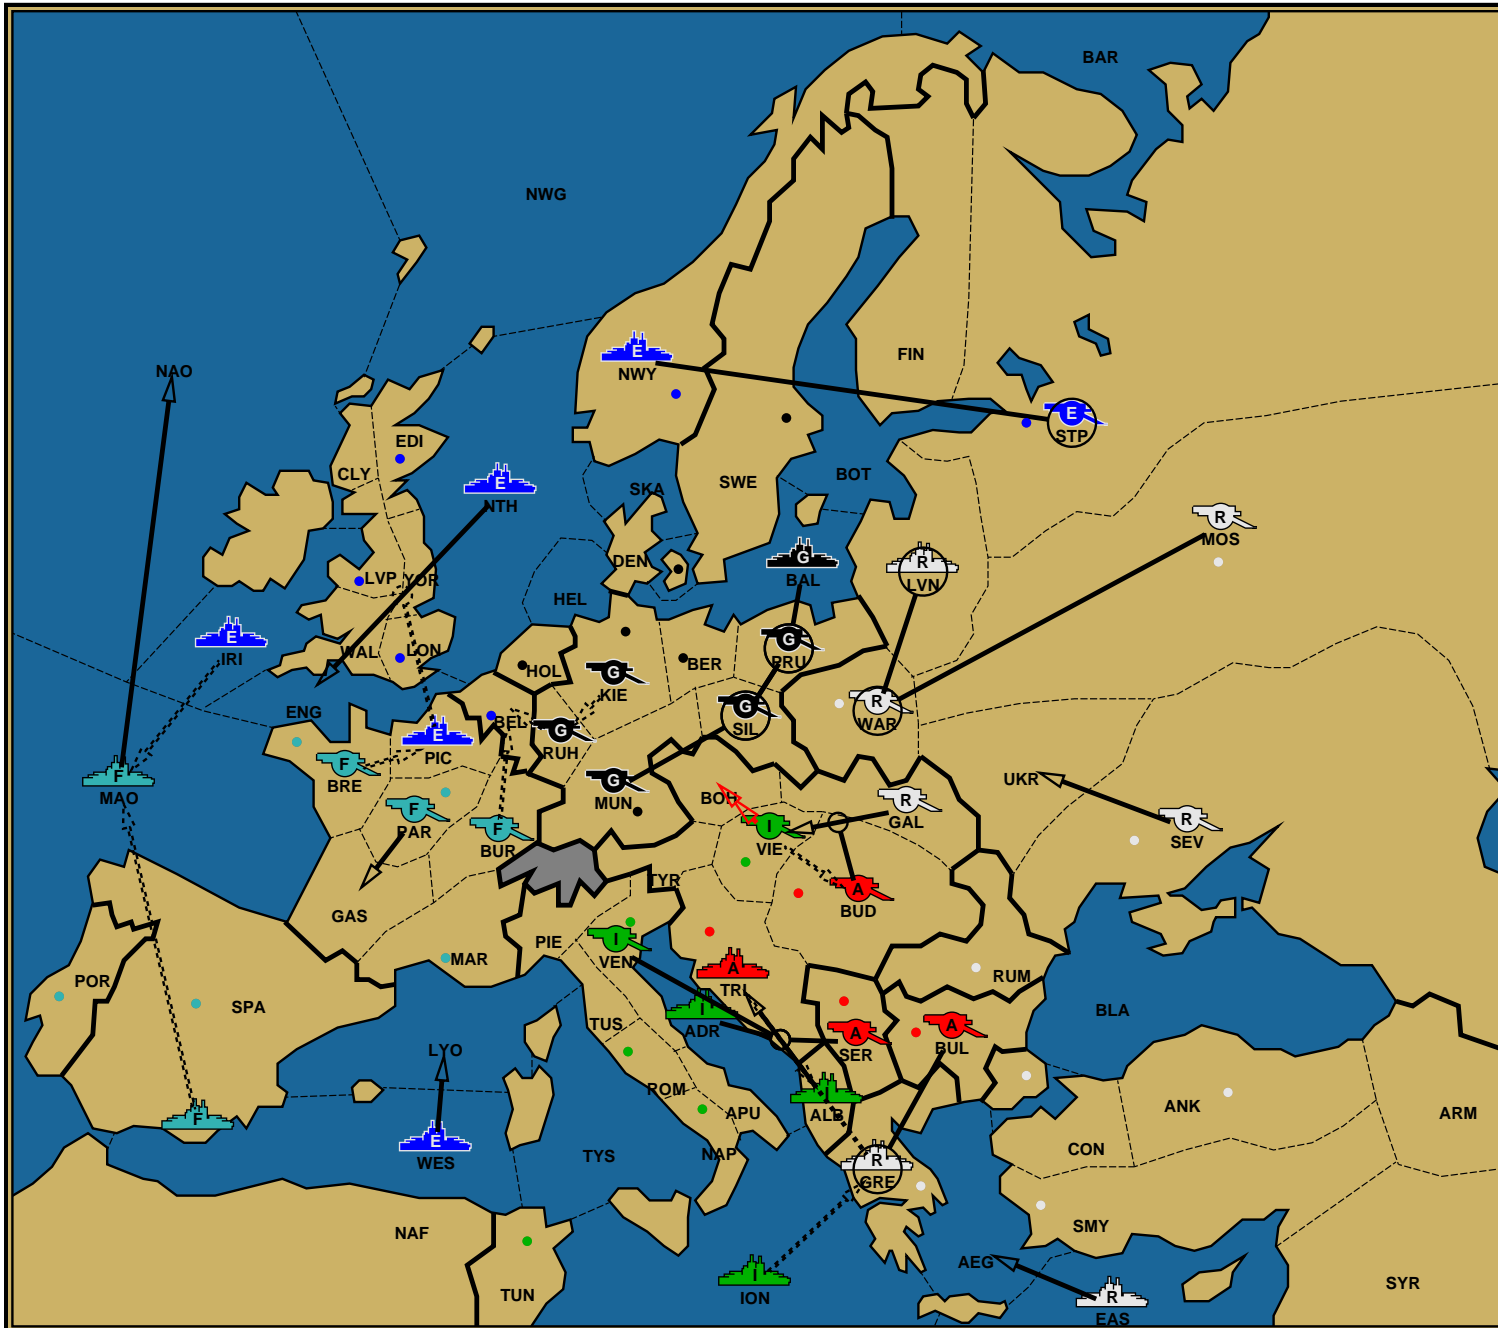 BAR
NWG
E
NWY
FIN
NAO
E
STP
EDI
CLY
E
NTH
SKA
SWE
BOT
R
MOS
G
BAL
R
LVN
DEN
LVP
YOR
HEL
E
IRI
WAL
LON
HOL
G
KIE
BER
G
PRU
R
WAR
G
SIL
ENG
BEL
G
RUH
E
PIC
F
BRE
F
MAO
G
MUN
BOH
R
GAL
UKR
R
SEV
F
PAR
F
BUR
I
VIE
TYR
A
BUD
GAS
PIE
I
VEN
MAR
POR
SPA
A
TRI
RUM
BLA
I
ADR
TUS
A
SER
A
BUL
LYO
ROM
APU
I
ALB
ANK
ARM
F
E
WES
TYS
NAP
R
GRE
CON
NAF
SMY
AEG
TUN
I
ION
R
EAS
SYR